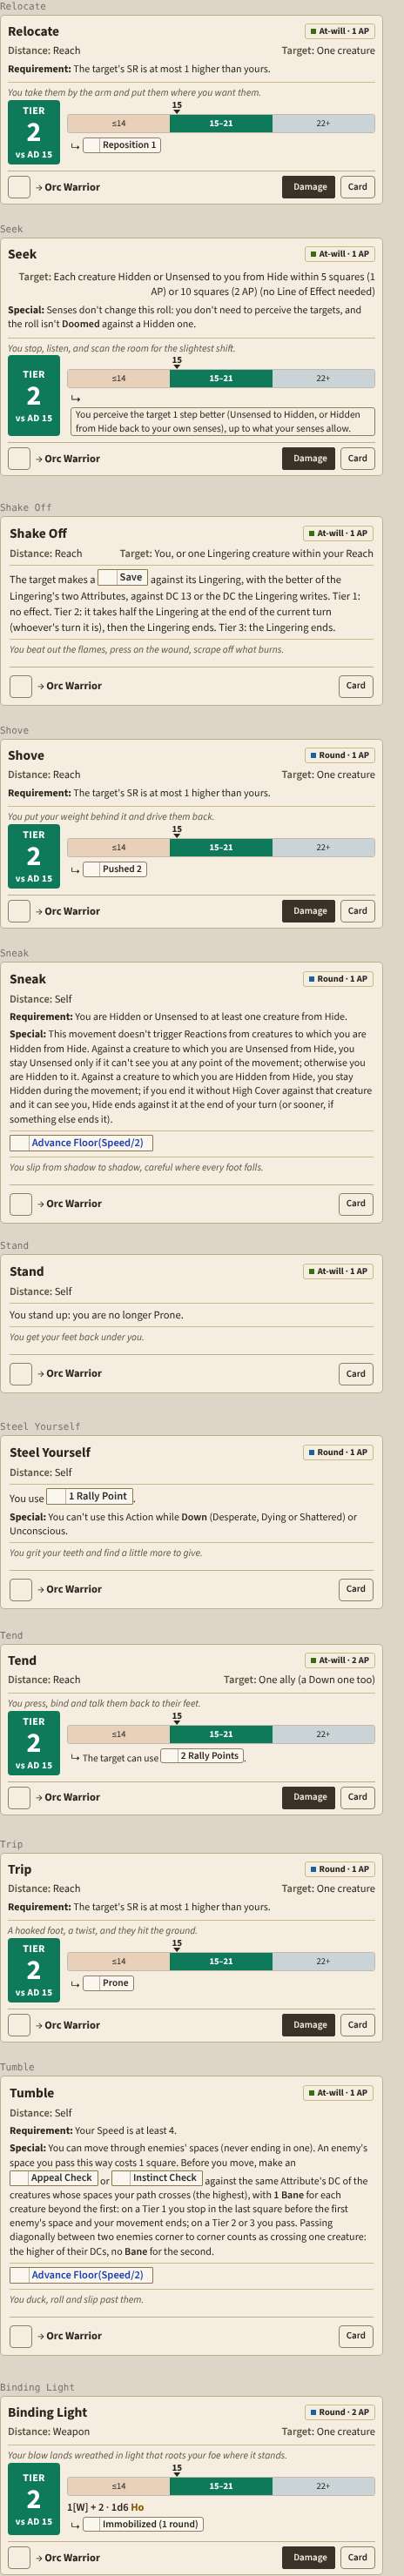 Relocate
Relocate
At-will · 1 AP
Distance: Reach
Target: One creature
Requirement: The target's SR is at most 1 higher than yours.
You take them by the arm and put them where you want them.
TIER
2
vs AD 15
15
≤14
15–21
22+
Reposition 1
→ Orc Warrior
Damage
Card
Seek
Seek
At-will · 1 AP
Target: Each creature Hidden or Unsensed to you from Hide within 5 squares (1
AP) or 10 squares (2 AP) (no Line of Effect needed)
Special: Senses don't change this roll: you don't need to perceive the targets, and
the roll isn't Doomed against a Hidden one.
You stop, listen, and scan the room for the slightest shift.
TIER
2
vs AD 15
15
≤14
15–21
22+
You perceive the target 1 step better (Unsensed to Hidden, or Hidden
from Hide back to your own senses), up to what your senses allow.
→ Orc Warrior
Damage
Card
Shake Off
Shake Off
At-will · 1 AP
Distance: Reach
Target: You, or one Lingering creature within your Reach
The target makes a Save against its Lingering, with the better of the
Lingering's two Attributes, against DC 13 or the DC the Lingering writes. Tier 1:
no effect. Tier 2: it takes half the Lingering at the end of the current turn
(whoever's turn it is), then the Lingering ends. Tier 3: the Lingering ends.
You beat out the flames, press on the wound, scrape off what burns.
→ Orc Warrior
Card
Shove
Shove
Round · 1 AP
Distance: Reach
Target: One creature
Requirement: The target's SR is at most 1 higher than yours.
You put your weight behind it and drive them back.
TIER
2
vs AD 15
15
≤14
15–21
22+
Pushed 2
→ Orc Warrior
Damage
Card
Sneak
Sneak
Round · 1 AP
Distance: Self
Requirement: You are Hidden or Unsensed to at least one creature from Hide.
Special: This movement doesn't trigger Reactions from creatures to which you are
Hidden from Hide. Against a creature to which you are Unsensed from Hide, you
stay Unsensed only if it can't see you at any point of the movement; otherwise you
are Hidden to it. Against a creature to which you are Hidden from Hide, you stay
Hidden during the movement; if you end it without High Cover against that creature
and it can see you, Hide ends against it at the end of your turn (or sooner, if
something else ends it).
Advance Floor(Speed/2)
You slip from shadow to shadow, careful where every foot falls.
→ Orc Warrior
Card
Stand
Stand
At-will · 1 AP
Distance: Self
You stand up: you are no longer Prone.
You get your feet back under you.
→ Orc Warrior
Card
Steel Yourself
Steel Yourself
Round · 1 AP
Distance: Self
You use 1 Rally Point.
Special: You can't use this Action while Down (Desperate, Dying or Shattered) or
Unconscious.
You grit your teeth and find a little more to give.
→ Orc Warrior
Card
Tend
Tend
At-will · 2 AP
Distance: Reach
Target: One ally (a Down one too)
You press, bind and talk them back to their feet.
TIER
2
vs AD 15
15
≤14
15–21
22+
The target can use 2 Rally Points.
→ Orc Warrior
Damage
Card
Trip
Trip
Round · 1 AP
Distance: Reach
Target: One creature
Requirement: The target's SR is at most 1 higher than yours.
A hooked foot, a twist, and they hit the ground.
TIER
2
vs AD 15
15
≤14
15–21
22+
Prone
→ Orc Warrior
Damage
Card
Tumble
Tumble
At-will · 1 AP
Distance: Self
Requirement: Your Speed is at least 4.
Special: You can move through enemies' spaces (never ending in one). An enemy's
space you pass this way costs 1 square. Before you move, make an
Appeal Check or Instinct Check against the same Attribute's DC of the
creatures whose spaces your path crosses (the highest), with 1 Bane for each
creature beyond the first: on a Tier 1 you stop in the last square before the first
enemy's space and your movement ends; on a Tier 2 or 3 you pass. Passing
diagonally between two enemies corner to corner counts as crossing one creature:
the higher of their DCs, no Bane for the second.
Advance Floor(Speed/2)
You duck, roll and slip past them.
→ Orc Warrior
Card
Binding Light
Binding Light
Round · 2 AP
Distance: Weapon
Target: One creature
Your blow lands wreathed in light that roots your foe where it stands.
TIER
2
vs AD 15
15
≤14
15–21
22+
1[W] + 2 · 1d6 Ho
Immobilized (1 round)
→ Orc Warrior
Damage
Card